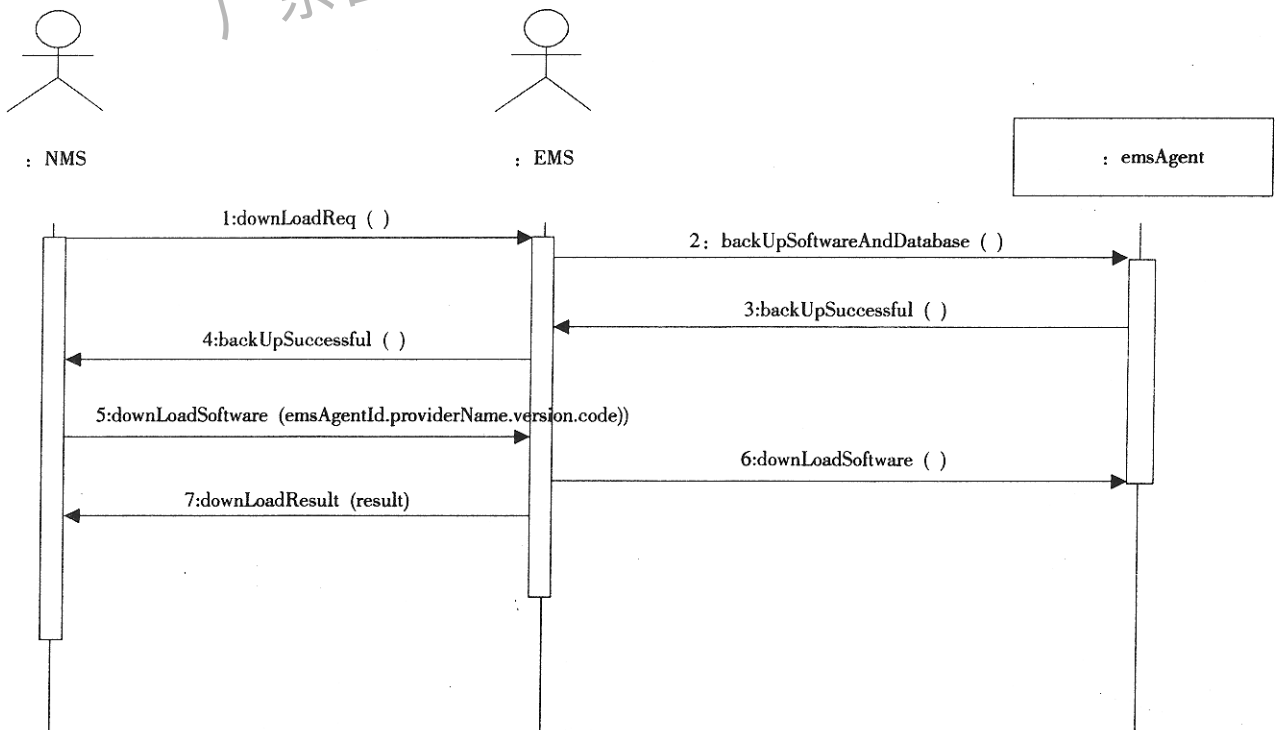 : NMS
: EMS
: emsAgent
1:downLoadReq ( )
2: backUpSoftwareAndDatabase ( )
3:backUpSuccessful ( )
4:backUpSuccessful ( )
5:downLoadSoftware (emsAgentId.providerName.version.code))
6:downLoadSoftware ( )
7:downLoadResult (result)